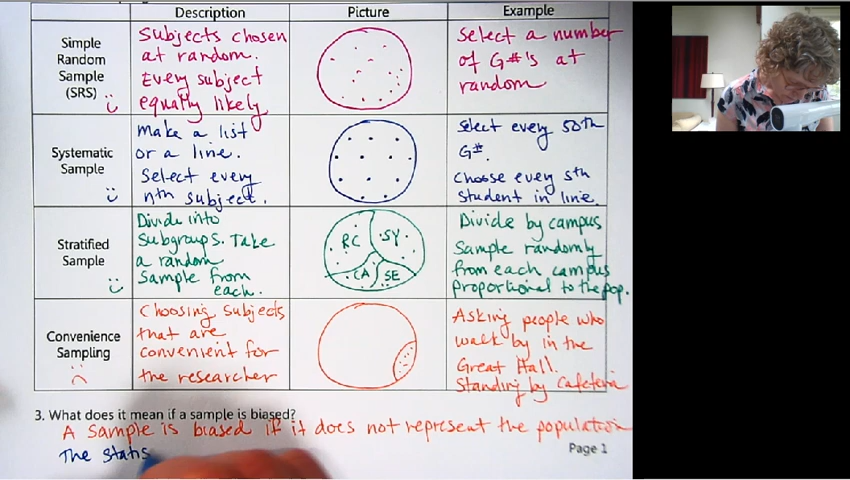 Description Picture Example
Simple
Random
Sample
(SRS)
Subjects chosen
at random.
Every subject
equally likely
Select a number
of G#'s at
random
Systematic
Sample
Make a list
or a line.
Select every
nth subject.
Select every 50th
G#.
Choose every 5th
Student in line.
Stratified
Sample
Divide into
Subgroups. Take
a random
Sample from
each.
RC SY
CA SE
Divide by campus
Sample randomly
from each campus
proportional to the pop.
Convenience
Sampling
Choosing subjects
that are
convenient for
the researcher
Asking people who
walk by in the
Great Hall.
Standing by Cafeteria
3. What does it mean if a sample is biased?
A sample is biased if it does not represent the population
The Statis
Page 1